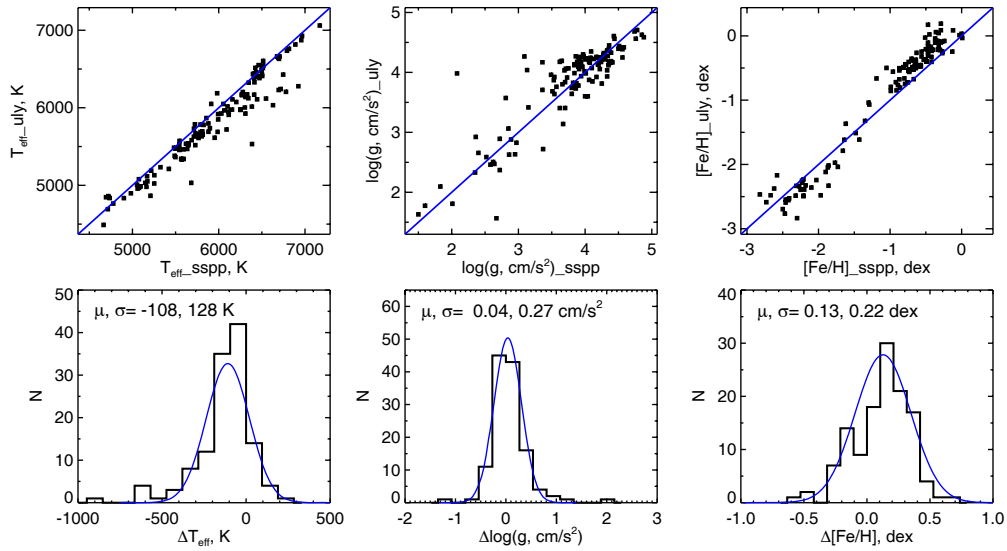 7000
6000
5000
T_eff_uly, K
5000 6000 7000
T_eff_sspp, K
5
4
3
2
log(g, cm/s²)_uly
2 3 4 5
log(g, cm/s²)_sspp
0
-1
-2
-3
[Fe/H]_uly, dex
-3 -2 -1 0
[Fe/H]_sspp, dex
50
40
30
20
10
0
N
μ, σ= -108, 128 K
-1000 -500 0 500
ΔT_eff, K
60
50
40
30
20
10
0
N
μ, σ= 0.04, 0.27 cm/s²
-2 -1 0 1 2 3
Δlog(g, cm/s²)
40
30
20
10
0
N
μ, σ= 0.13, 0.22 dex
-1.0 -0.5 0.0 0.5 1.0
Δ[Fe/H], dex